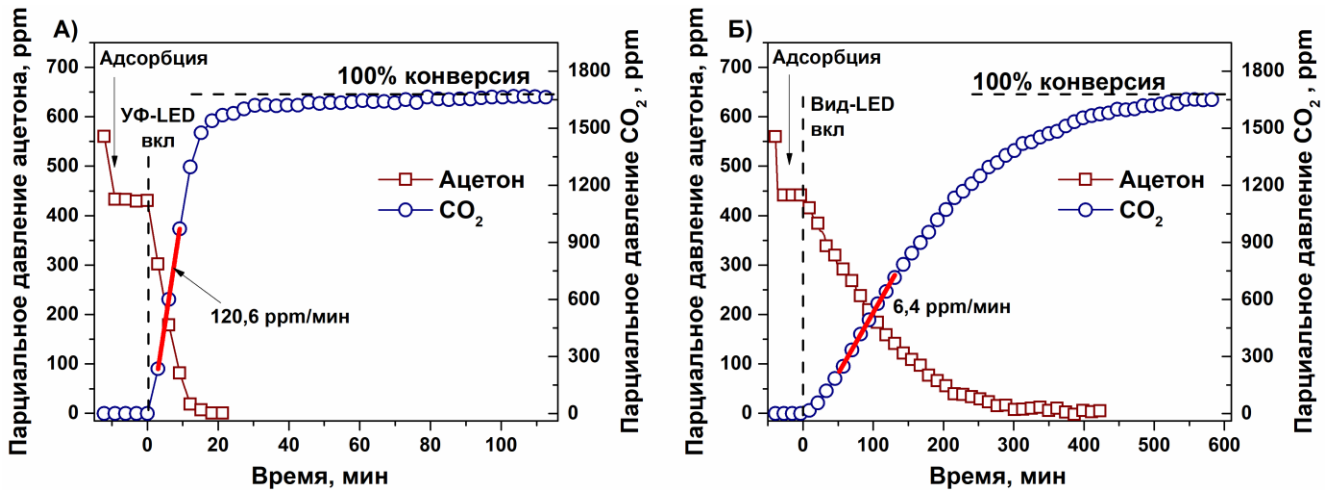 А)
Адсорбция
100% конверсия
УФ-LED
вкл
Ацетон
CO₂
120,6 ppm/мин
Парциальное давление ацетона, ppm
750
700
600
500
400
300
200
100
0
Парциальное давление CO₂ , ppm
1800
1500
1200
900
600
300
0
0 20 40 60 80 100
Время, мин
Б)
Адсорбция
100% конверсия
Вид-LED
вкл
Ацетон
CO₂
6,4 ppm/мин
Парциальное давление ацетона, ppm
700
600
500
400
300
200
100
0
Парциальное давление CO₂ , ppm
1800
1500
1200
900
600
300
0
0 100 200 300 400 500 600
Время, мин